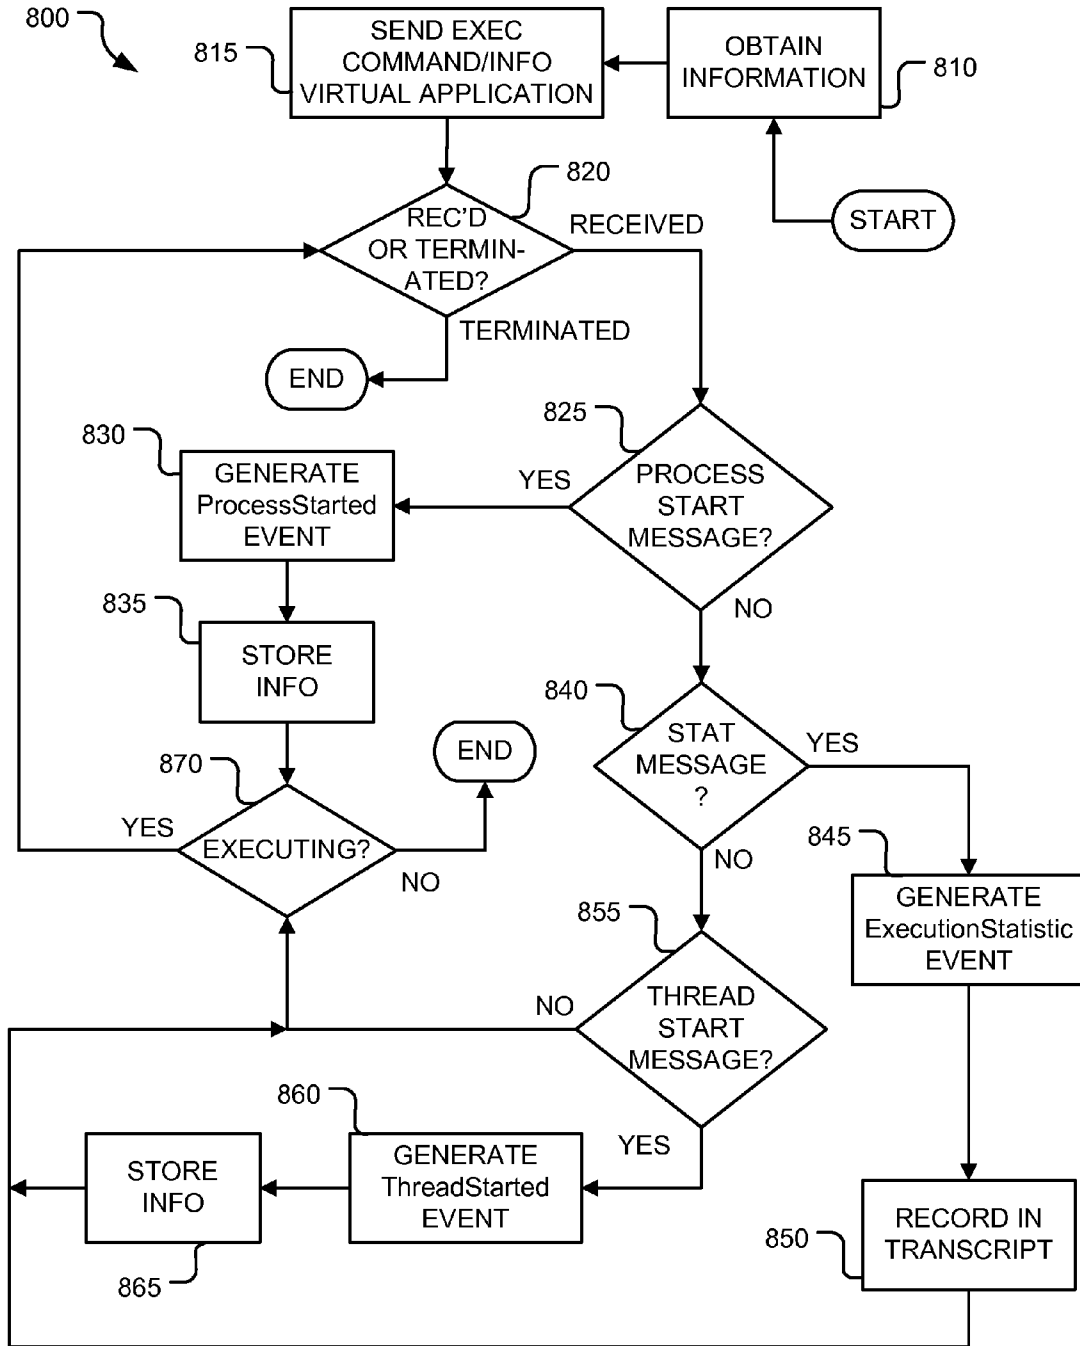 800
SEND EXEC
COMMAND/INFO
VIRTUAL APPLICATION
815
OBTAIN
INFORMATION
810
START
820
REC'D
OR TERMIN-
ATED?
RECEIVED
TERMINATED
END
825
PROCESS
START
MESSAGE?
YES
NO
830
GENERATE
ProcessStarted
EVENT
835
STORE
INFO
840
STAT
MESSAGE
?
YES
NO
END
870
EXECUTING?
YES
NO
845
GENERATE
ExecutionStatistic
EVENT
855
THREAD
START
MESSAGE?
NO
YES
860
GENERATE
ThreadStarted
EVENT
STORE
INFO
865
850
RECORD IN
TRANSCRIPT